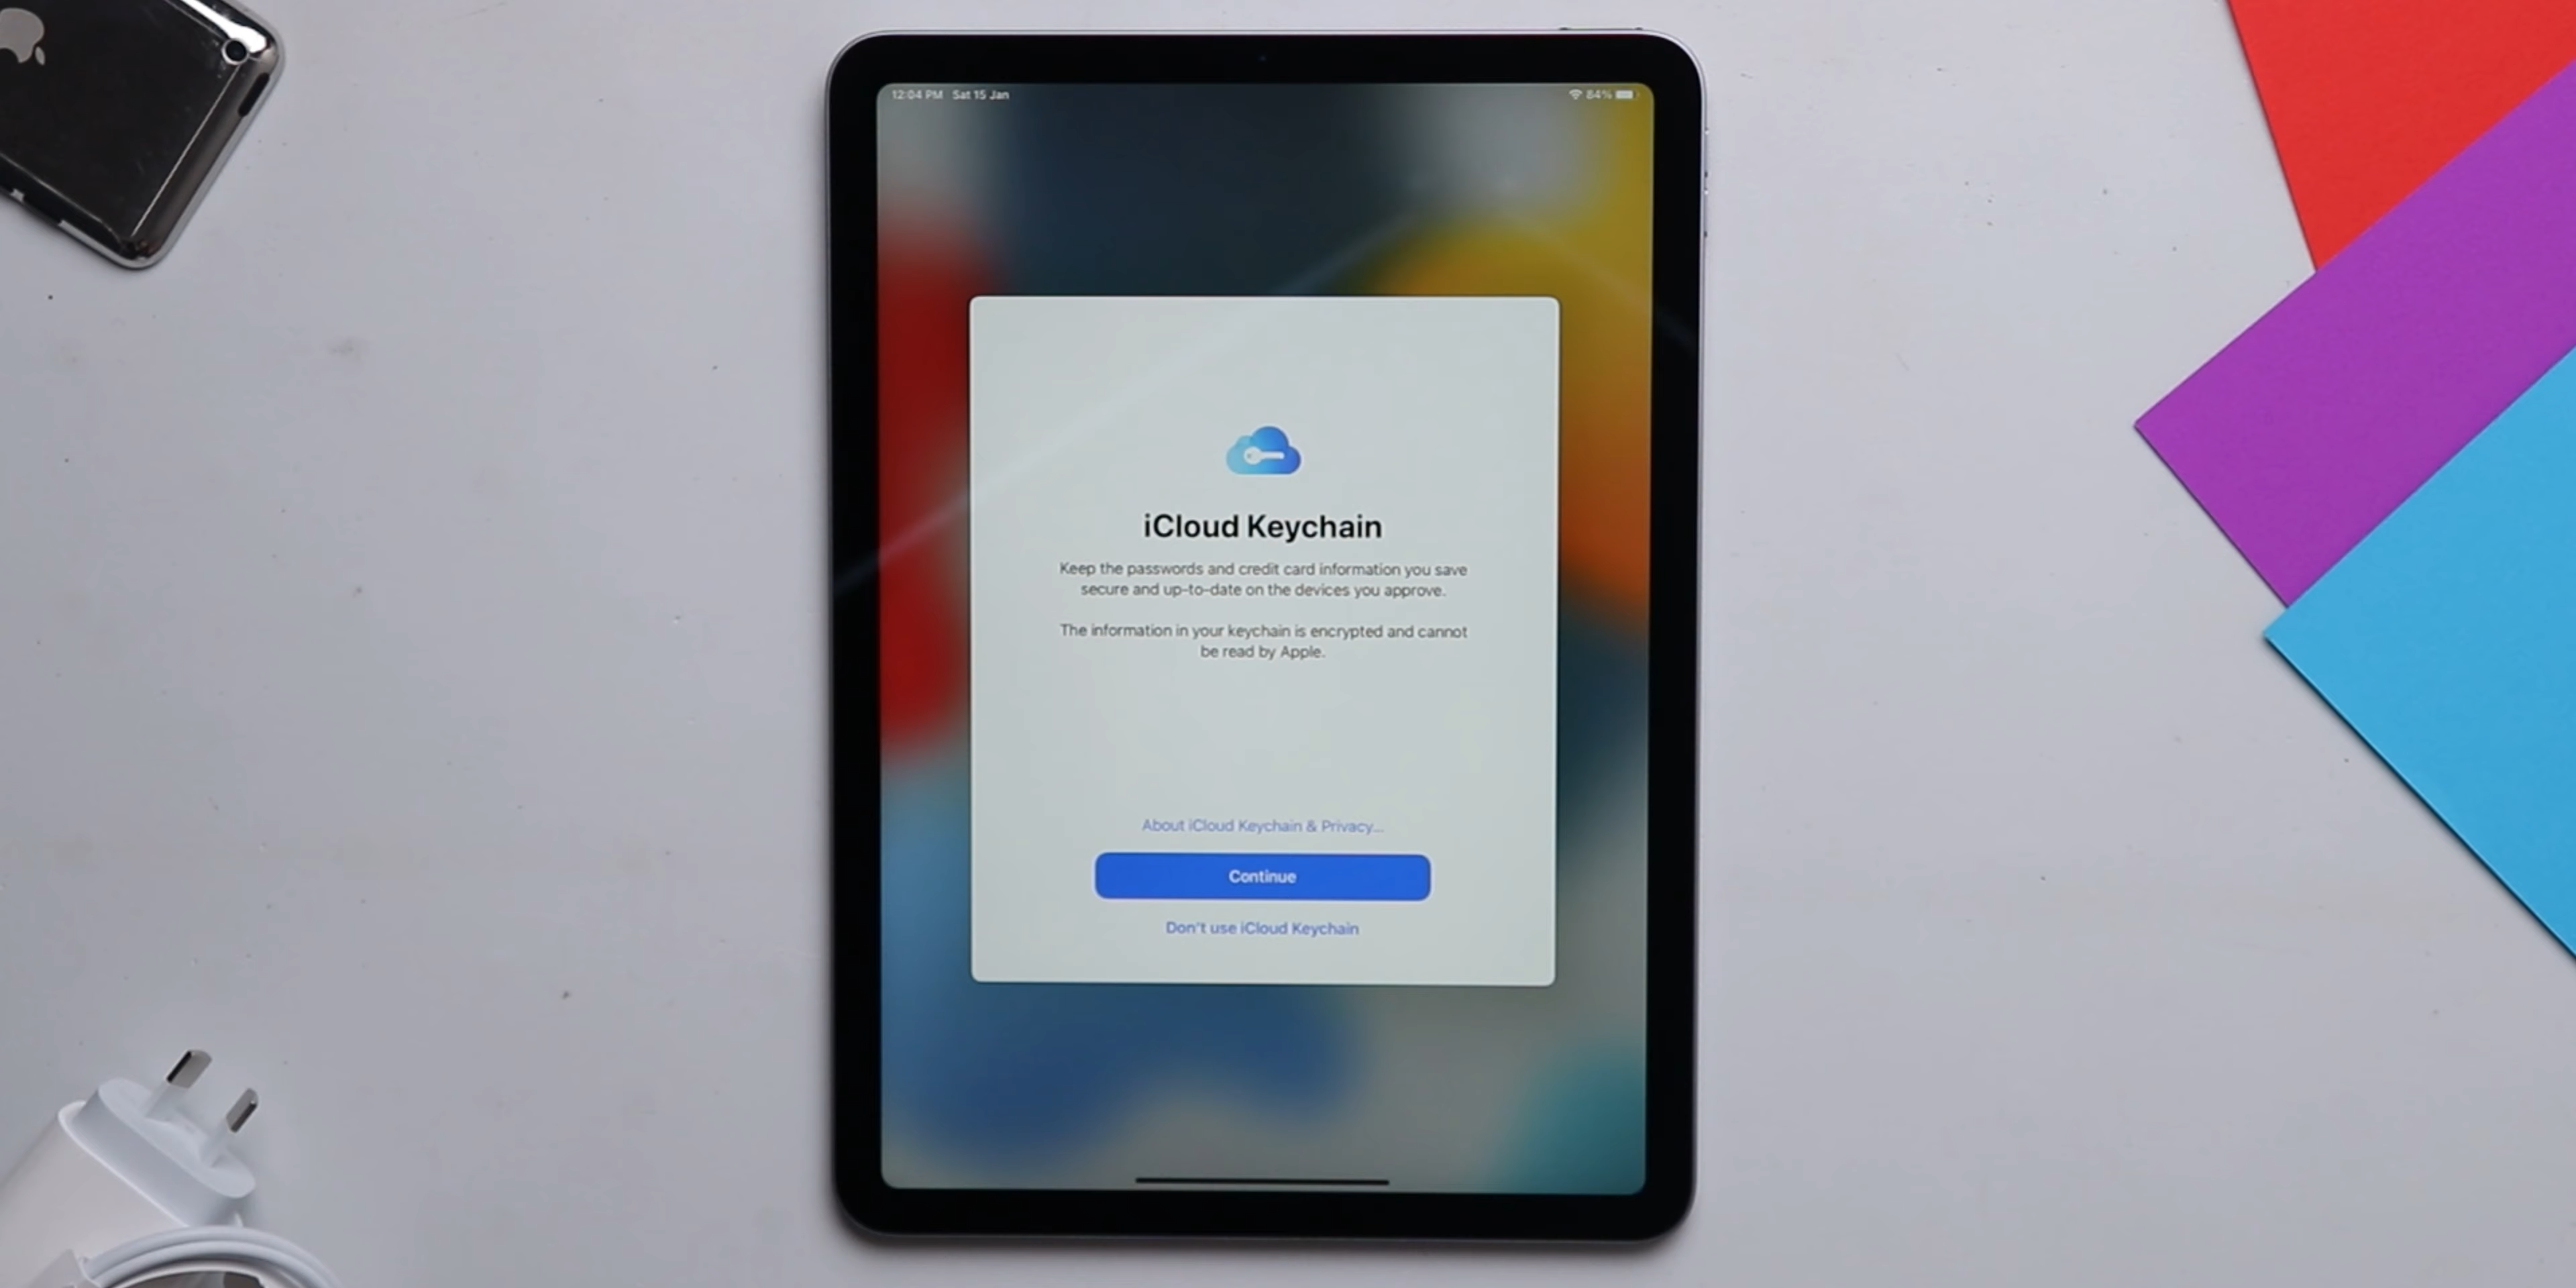 12:04 PM Sat 15 Jan
84%
iCloud Keychain
Keep the passwords and credit card information you save
secure and up-to-date on the devices you approve.
The information in your keychain is encrypted and cannot
be read by Apple.
About iCloud Keychain & Privacy...
Continue
Don't use iCloud Keychain